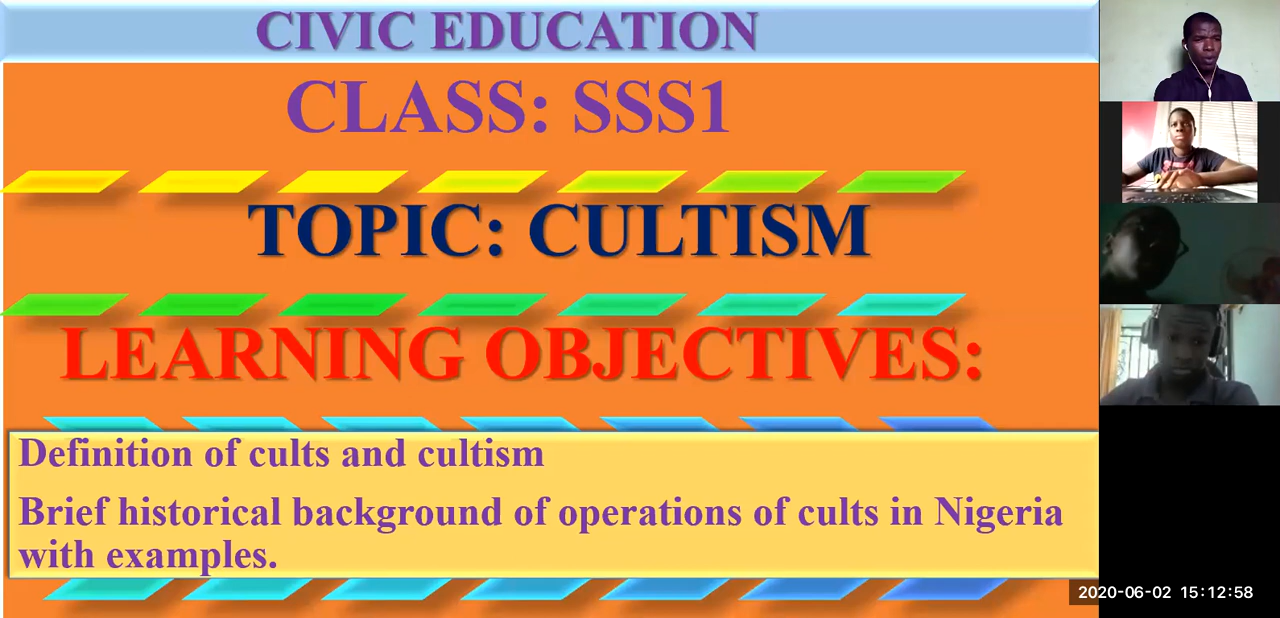 CIVIC EDUCATION
CLASS: SSS1
TOPIC: CULTISM
LEARNING OBJECTIVES:
Definition of cults and cultism
Brief historical background of operations of cults in Nigeria
with examples.
2020-06-02 15:12:58